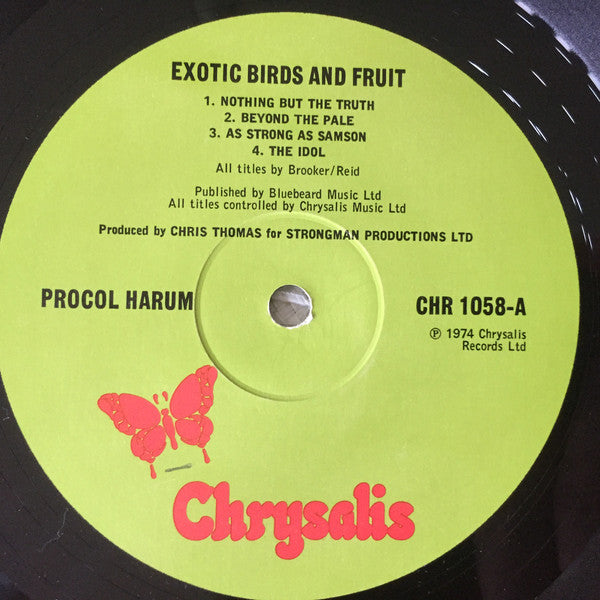 EXOTIC BIRDS AND FRUIT
1. NOTHING BUT THE TRUTH
2. BEYOND THE PALE
3. AS STRONG AS SAMSON
4. THE IDOL
All titles by Brooker/Reid
Published by Bluebeard Music Ltd
All titles controlled by Chrysalis Music Ltd
Produced by CHRIS THOMAS for STRONGMAN PRODUCTIONS LTD
PROCOL HARUM
CHR 1058-A
℗ 1974 Chrysalis
Records Ltd
Chrysalis